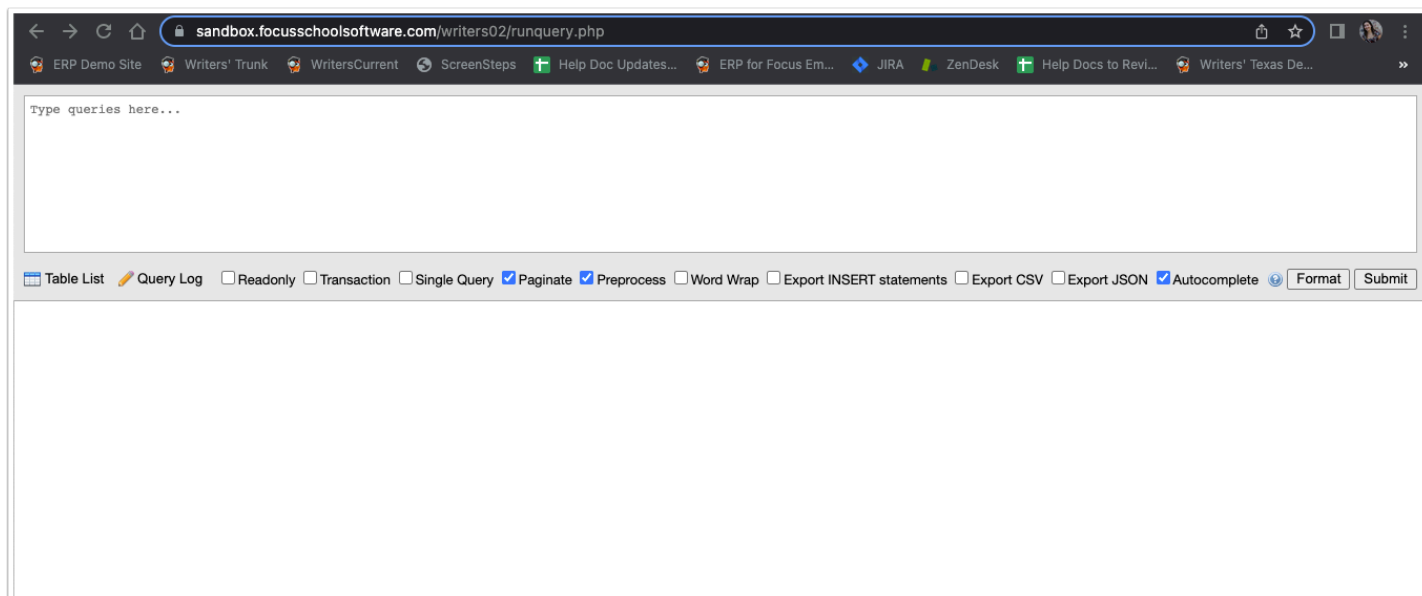 sandbox.focusschoolsoftware.com/writers02/runquery.php
ERP Demo Site Writers' Trunk WritersCurrent ScreenSteps Help Doc Updates... ERP for Focus Em... JIRA ZenDesk Help Docs to Revi... Writers' Texas De... »
Type queries here...
Table List Query Log Readonly Transaction Single Query Paginate Preprocess Word Wrap Export INSERT statements Export CSV Export JSON Autocomplete Format Submit